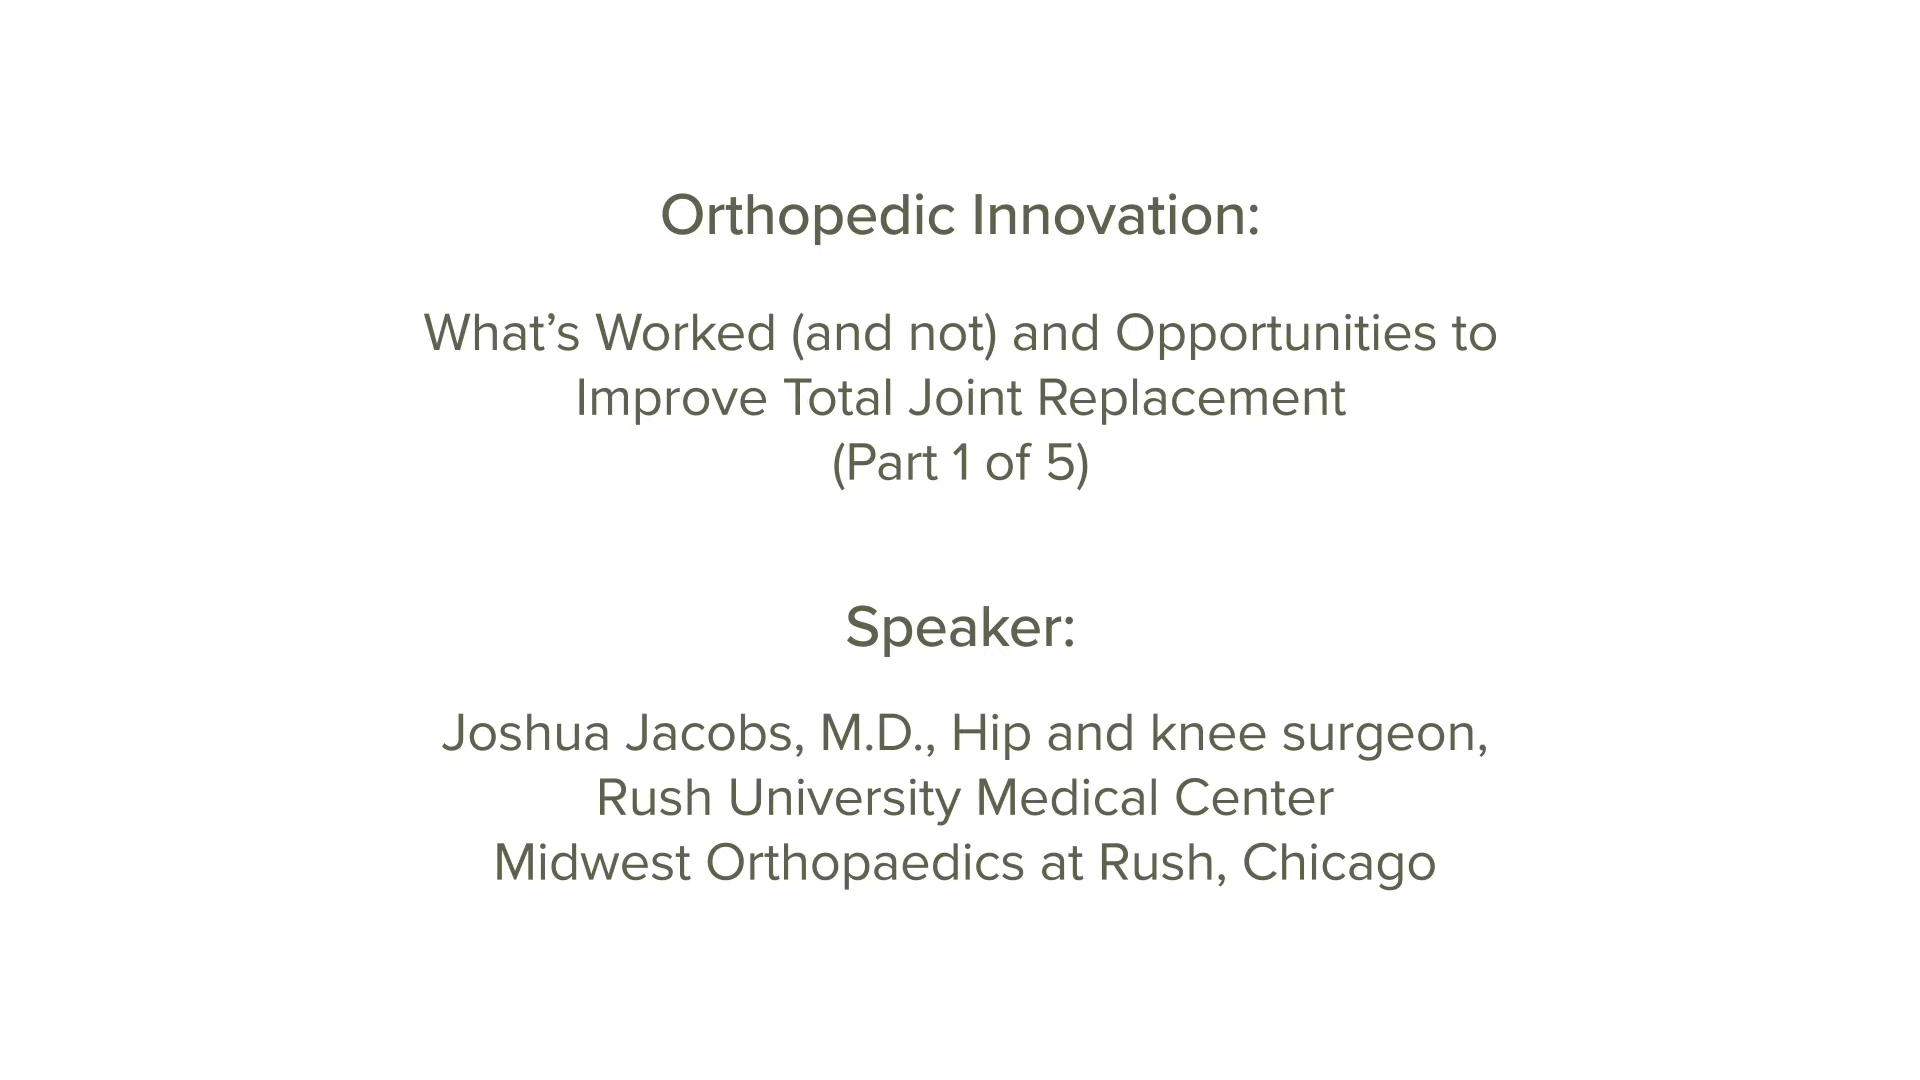 Orthopedic Innovation:
What’s Worked (and not) and Opportunities to
Improve Total Joint Replacement
(Part 1 of 5)
Speaker:
Joshua Jacobs, M.D., Hip and knee surgeon,
Rush University Medical Center
Midwest Orthopaedics at Rush, Chicago